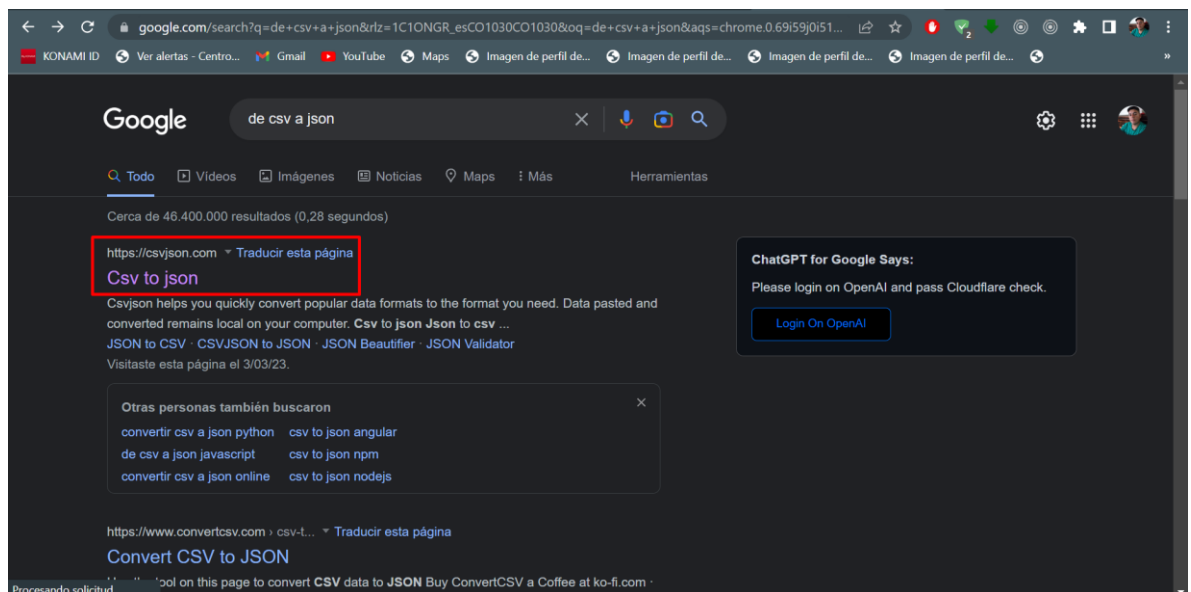 google.com/search?q=de+csv+a+json&rlz=1C1ONGR_esCO1030CO1030&oq=de+csv+a+json&aqs=chrome.0.69i59j0i51...
2
KONAMI ID Ver alertas - Centro... Gmail YouTube Maps Imagen de perfil de... Imagen de perfil de... Imagen de perfil de... Imagen de perfil de... »
Google de csv a json
Todo Vídeos Imágenes Noticias Maps Más Herramientas
Cerca de 46.400.000 resultados (0,28 segundos)
https://csvjson.com Traducir esta página
Csv to json
Csvjson helps you quickly convert popular data formats to the format you need. Data pasted and
converted remains local on your computer. Csv to json Json to csv ...
JSON to CSV · CSVJSON to JSON · JSON Beautifier · JSON Validator
Visitaste esta página el 3/03/23.
Otras personas también buscaron
convertir csv a json python csv to json angular
de csv a json javascript csv to json npm
convertir csv a json online csv to json nodejs
https://www.convertcsv.com › csv-t... Traducir esta página
Convert CSV to JSON
tool on this page to convert CSV data to JSON Buy ConvertCSV a Coffee at ko-fi.com ·
Procesando solicitud
ChatGPT for Google Says:
Please login on OpenAI and pass Cloudflare check.
Login On OpenAI